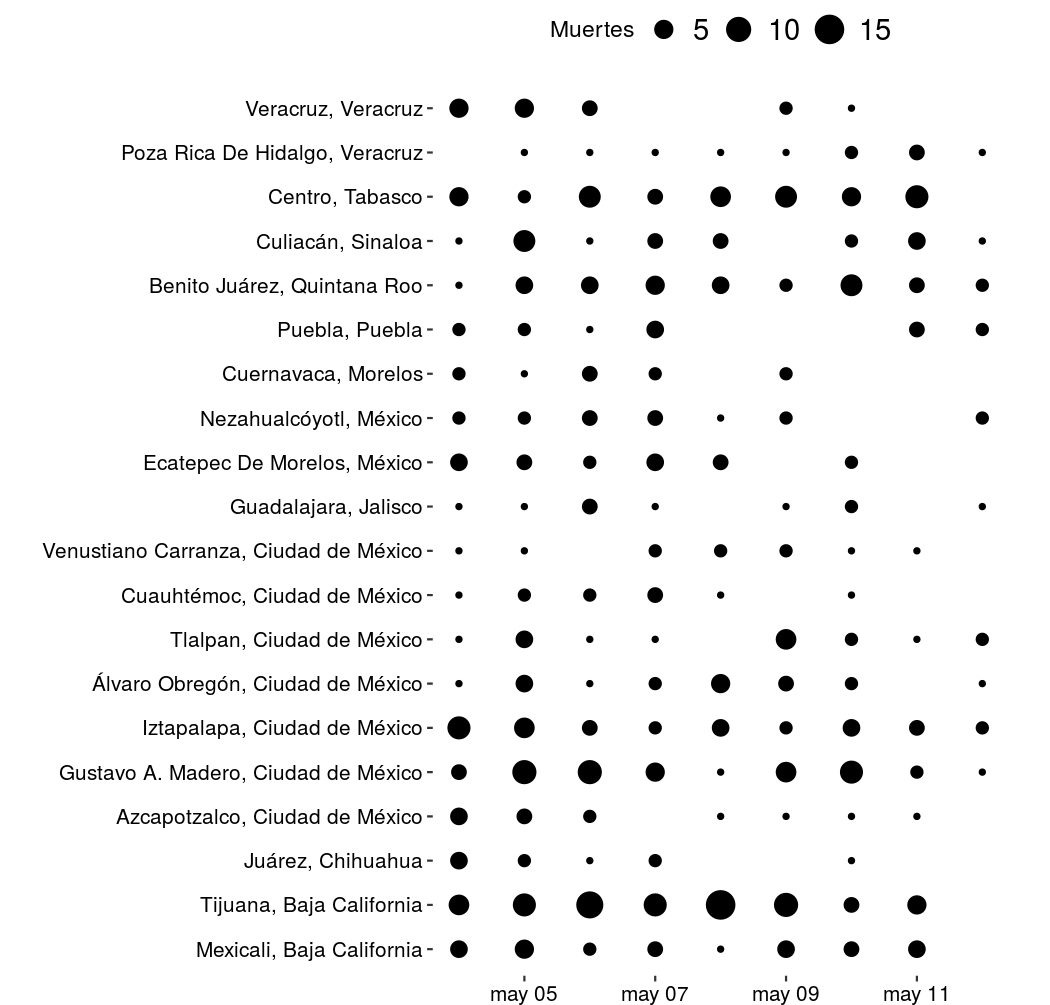 Muertes 5 10 15
Veracruz, Veracruz
Poza Rica De Hidalgo, Veracruz
Centro, Tabasco
Culiacán, Sinaloa
Benito Juárez, Quintana Roo
Puebla, Puebla
Cuernavaca, Morelos
Nezahualcóyotl, México
Ecatepec De Morelos, México
Guadalajara, Jalisco
Venustiano Carranza, Ciudad de México
Cuauhtémoc, Ciudad de México
Tlalpan, Ciudad de México
Álvaro Obregón, Ciudad de México
Iztapalapa, Ciudad de México
Gustavo A. Madero, Ciudad de México
Azcapotzalco, Ciudad de México
Juárez, Chihuahua
Tijuana, Baja California
Mexicali, Baja California
may 05 may 07 may 09 may 11